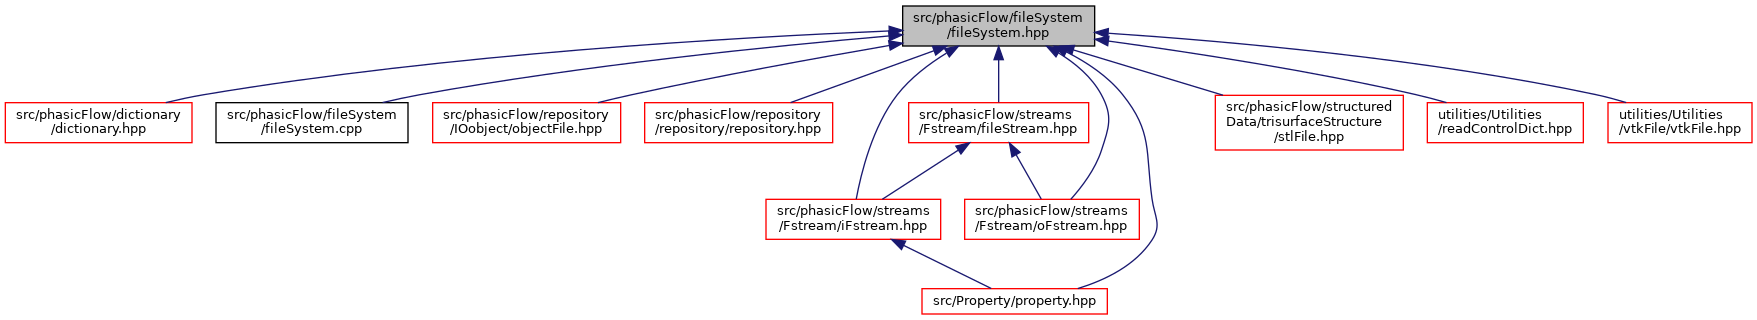 src/phasicFlow/fileSystem
/fileSystem.hpp
src/phasicFlow/dictionary
/dictionary.hpp
src/phasicFlow/fileSystem
/fileSystem.cpp
src/phasicFlow/repository
/IOobject/objectFile.hpp
src/phasicFlow/repository
/repository/repository.hpp
src/phasicFlow/streams
/Fstream/fileStream.hpp
src/phasicFlow/structured
Data/trisurfaceStructure
/stlFile.hpp
utilities/Utilities
/readControlDict.hpp
utilities/Utilities
/vtkFile/vtkFile.hpp
src/phasicFlow/streams
/Fstream/iFstream.hpp
src/phasicFlow/streams
/Fstream/oFstream.hpp
src/Property/property.hpp